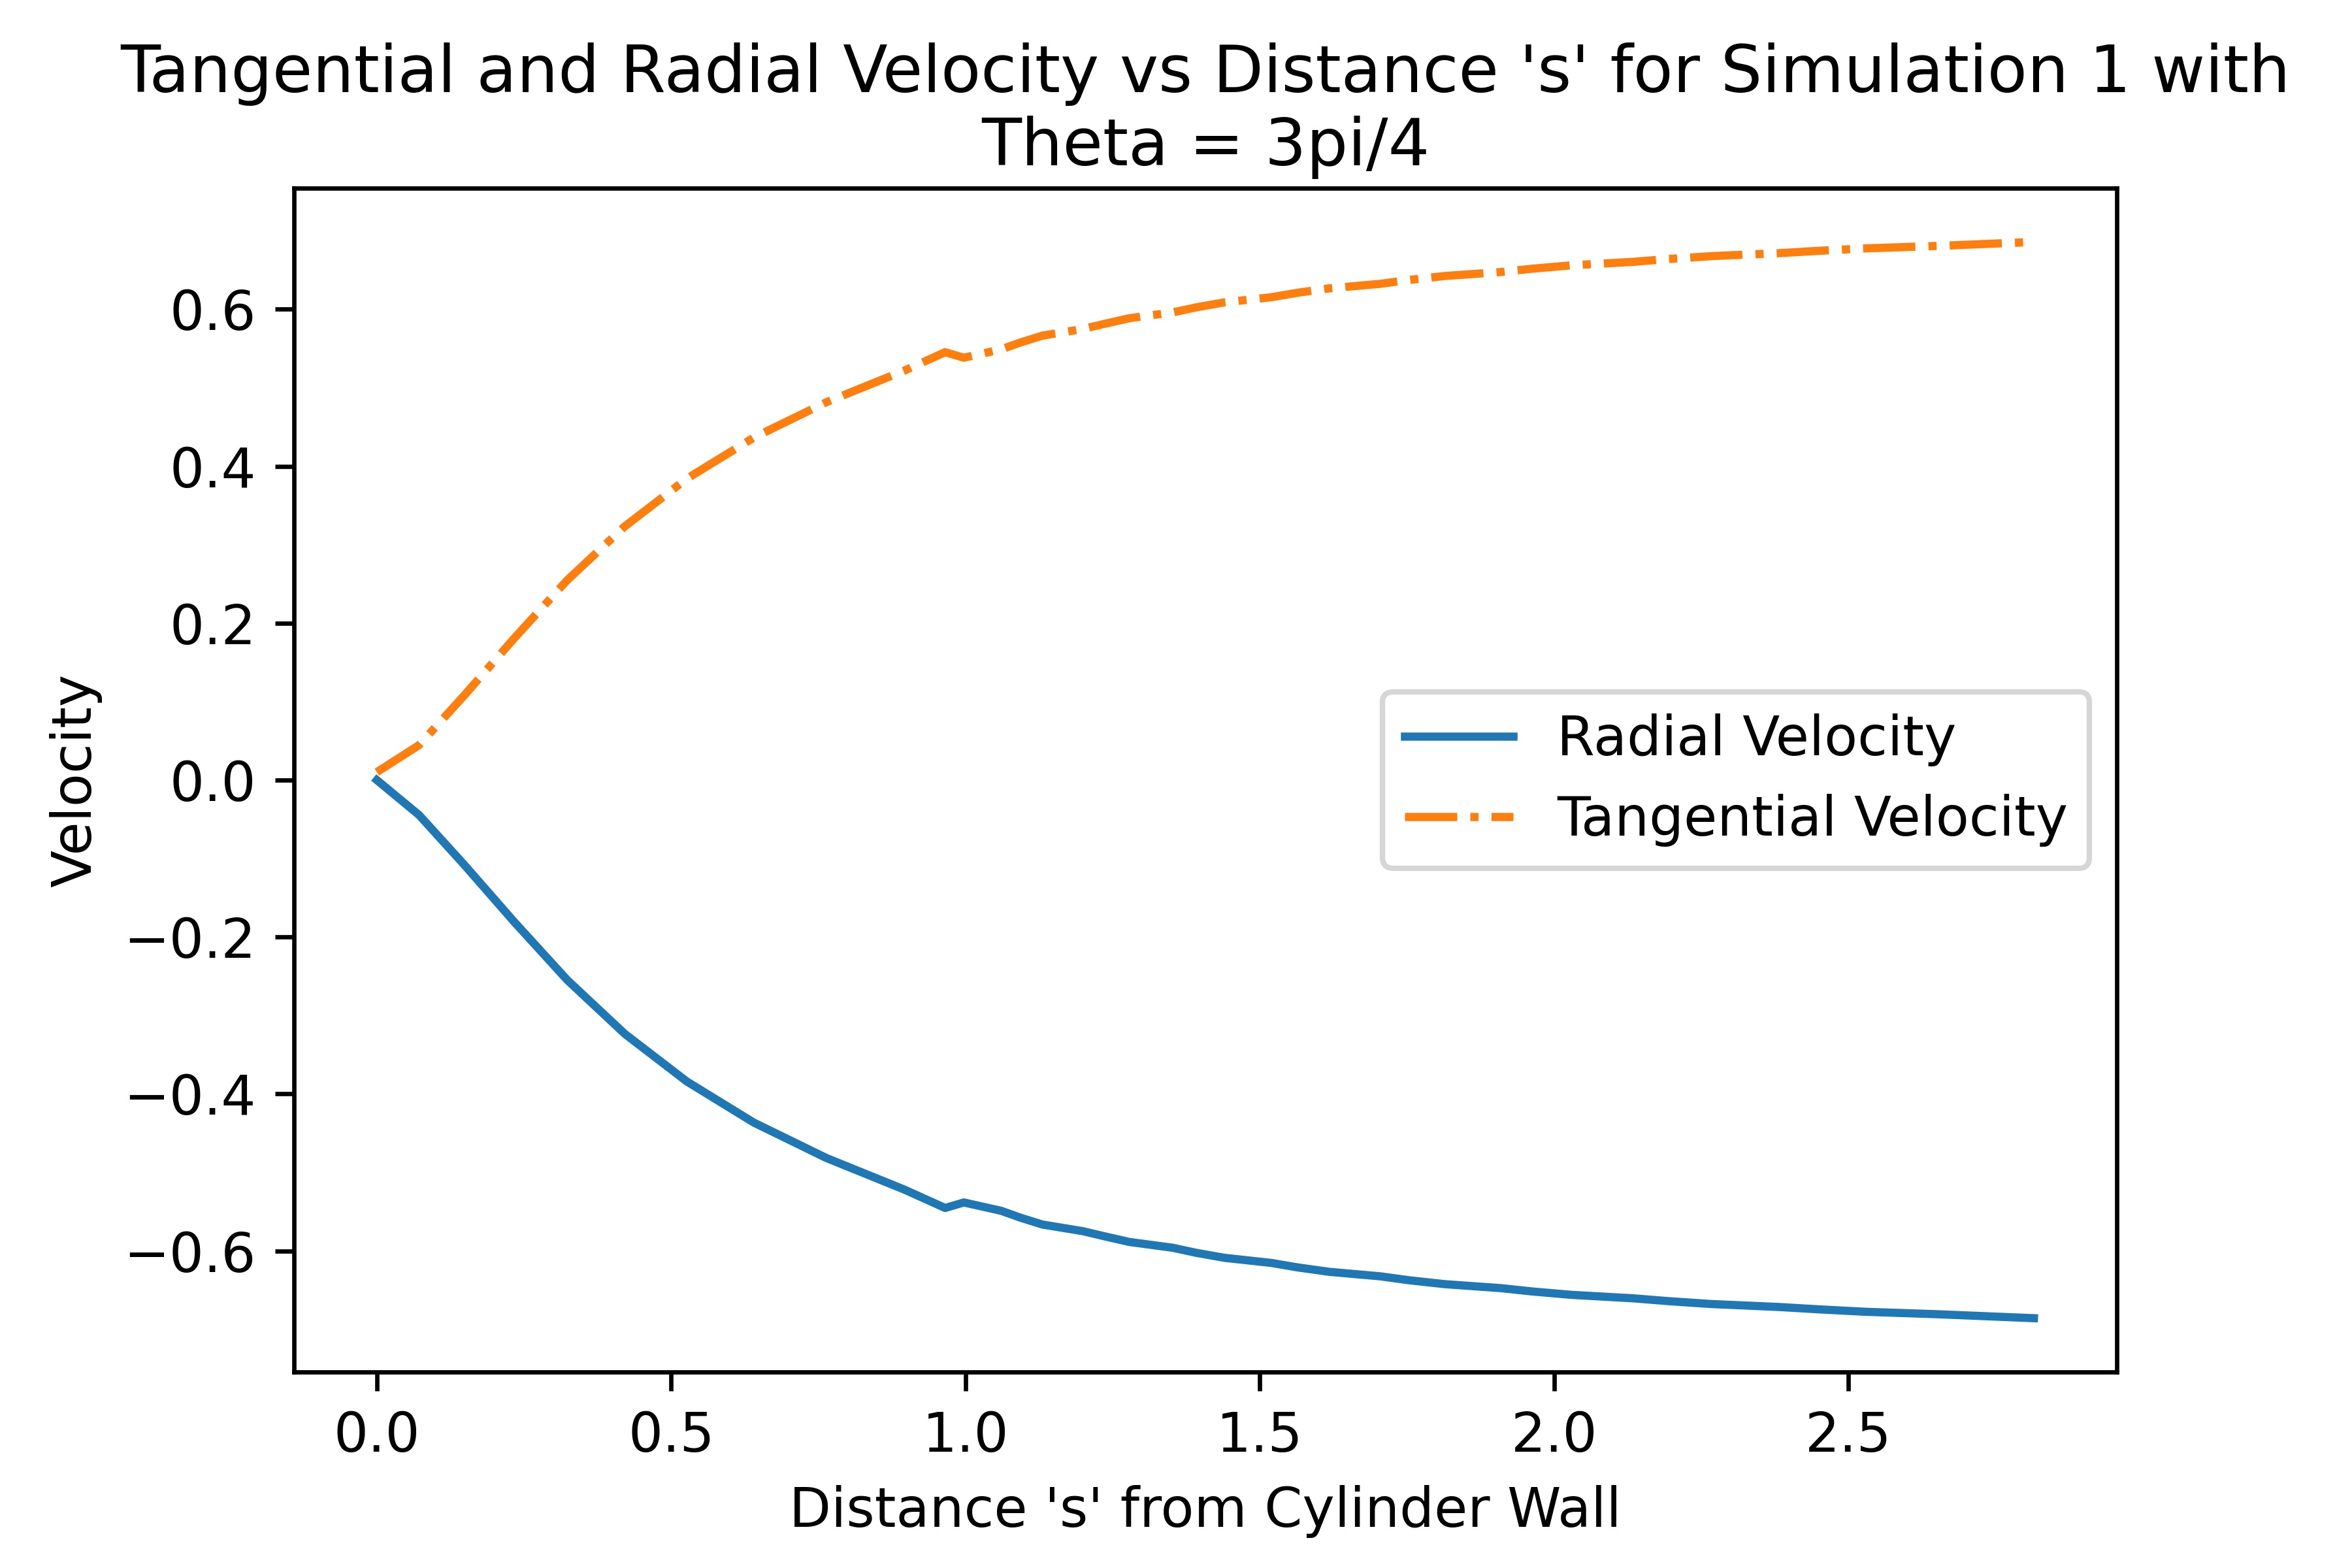 Tangential and Radial Velocity vs Distance 's' for Simulation 1 with
Theta = 3pi/4
Velocity
0.6
0.4
0.2
0.0
−0.2
−0.4
−0.6
Radial Velocity
Tangential Velocity
0.0 0.5 1.0 1.5 2.0 2.5
Distance 's' from Cylinder Wall